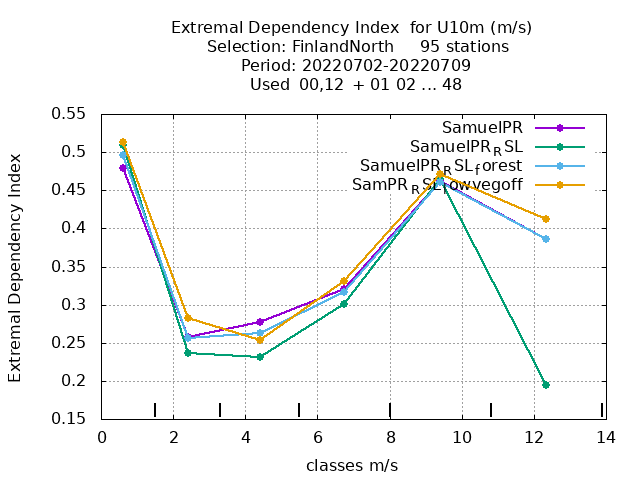 Extremal Dependency Index for U10m (m/s)
Selection: FinlandNorth 95 stations
Period: 20220702-20220709
Used 00,12 + 01 02 ... 48
0.55
0.5
0.45
0.4
0.35
0.3
0.25
0.2
0.15
Extremal Dependency Index
SamuelPR
SamuelPR_RSL
SamuelPR_RSL_forest
SamPR_RSL_lowvegoff
0 2 4 6 8 10 12 14
classes m/s